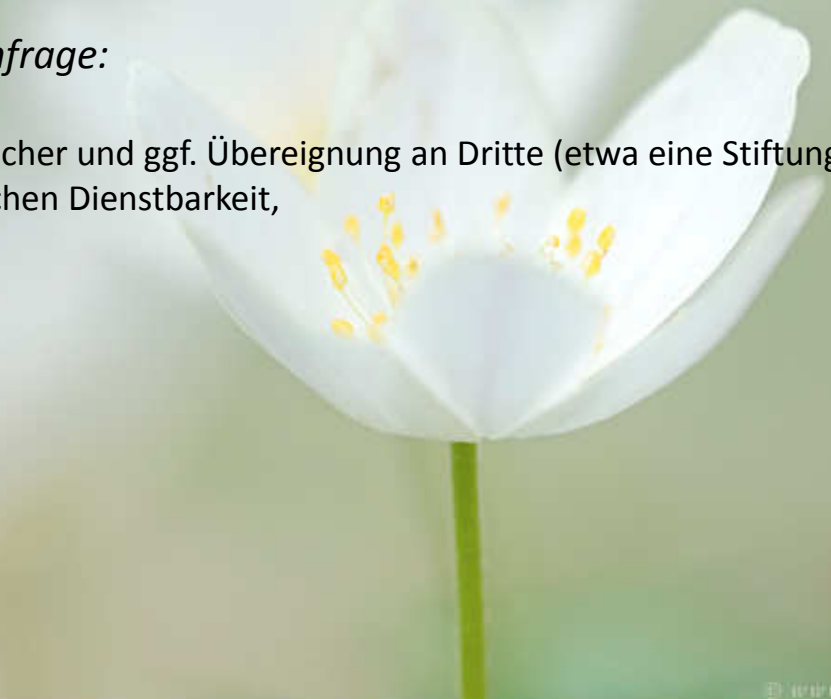 nfrage:
cher und ggf. Übereignung an Dritte (etwa eine Stiftung
chen Dienstbarkeit,